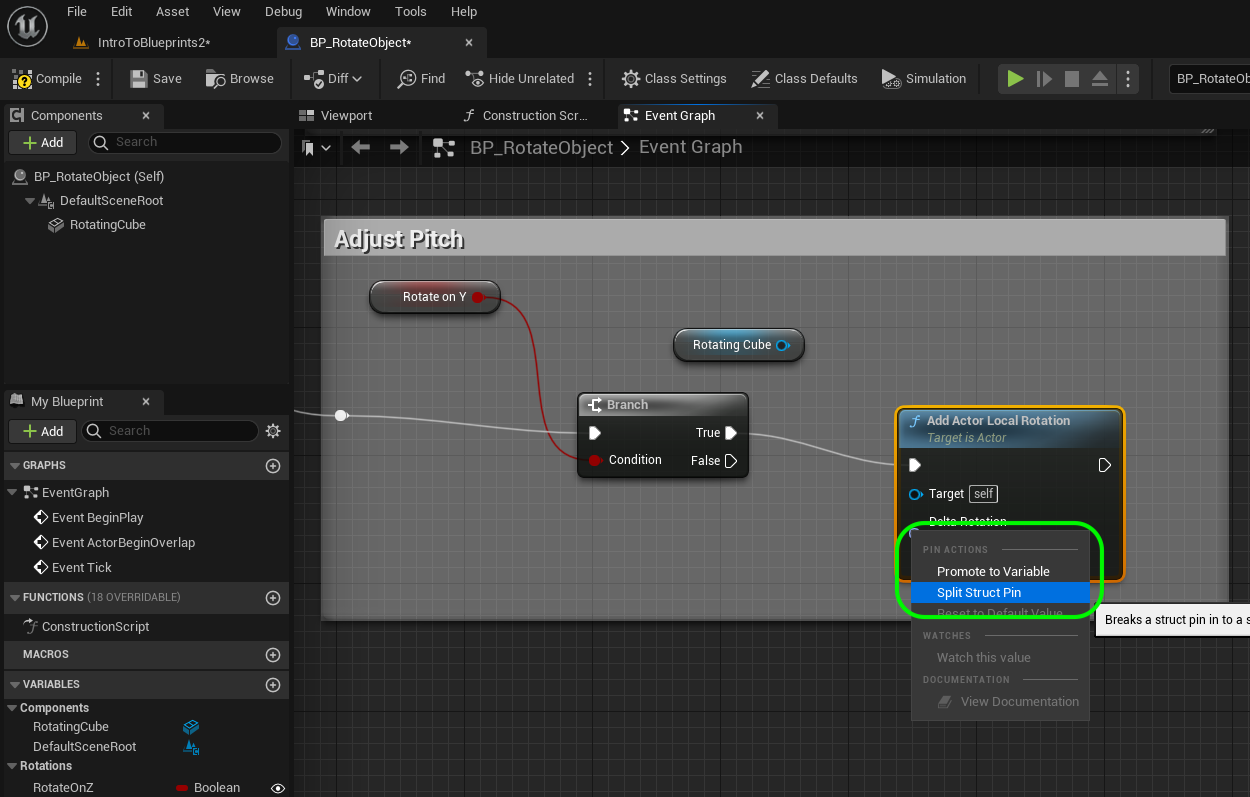 File Edit Asset View Debug Window Tools Help
IntroToBlueprints2*
BP_RotateObject*
Compile Save Browse Diff Find Hide Unrelated Class Settings Class Defaults Simulation BP_RotateOb
Components
Viewport Construction Scr... Event Graph
Add Search
BP_RotateObject > Event Graph
BP_RotateObject (Self)
DefaultSceneRoot
RotatingCube
Adjust Pitch
Rotate on Y
Rotating Cube
Branch
True
Condition False
Add Actor Local Rotation
Target is Actor
Target self
Delta Rotation
PIN ACTIONS
Promote to Variable
Split Struct Pin
Reset to Default Value
Breaks a struct pin in to a s
WATCHES
Watch this value
DOCUMENTATION
View Documentation
My Blueprint
Add Search
GRAPHS
EventGraph
Event BeginPlay
Event ActorBeginOverlap
Event Tick
FUNCTIONS (18 OVERRIDABLE)
ConstructionScript
MACROS
VARIABLES
Components
RotatingCube
DefaultSceneRoot
Rotations
RotateOnZ Boolean